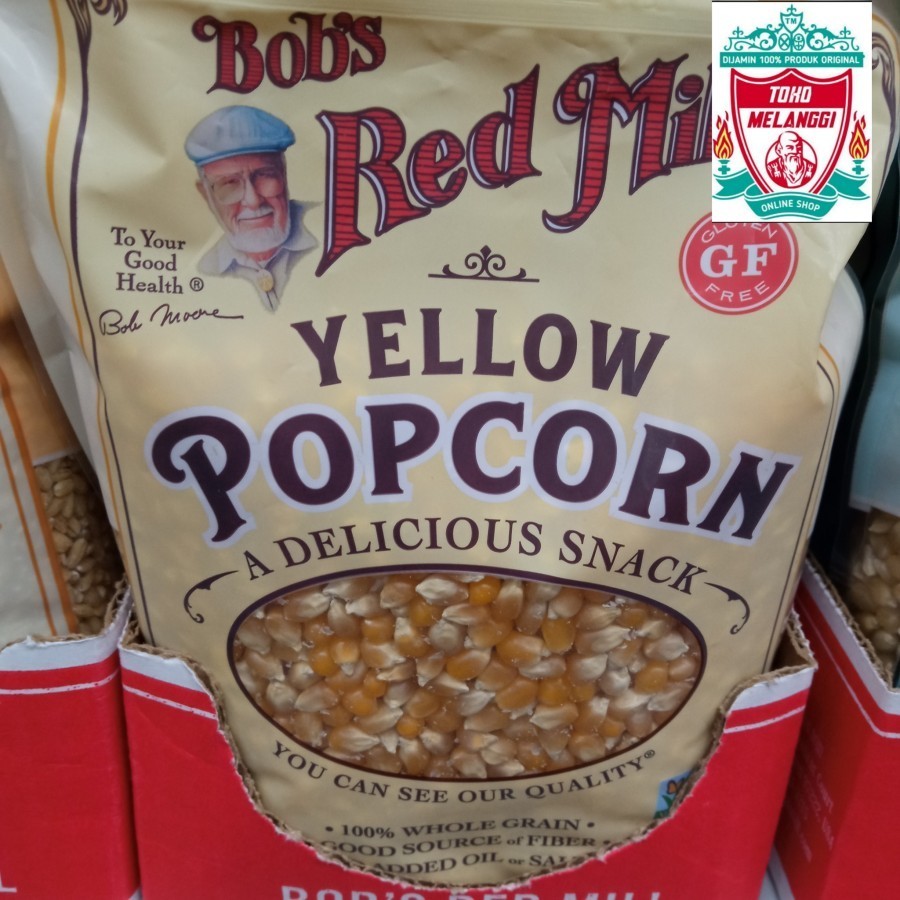 Bob's
Red Mil
DIJAMIN 100% PRODUK ORIGINAL
TOKO
MELANGGI
ONLINE SHOP
To Your
Good
Health®
Bob Moore
GLUTEN
GF
FREE
YELLOW
POPCORN
A DELICIOUS SNACK
YOU CAN SEE OUR QUALITY®
• 100% WHOLE GRAIN •
GOOD SOURCE of FIBER •
ADDED OIL or SALT
BOB'S RED MILL